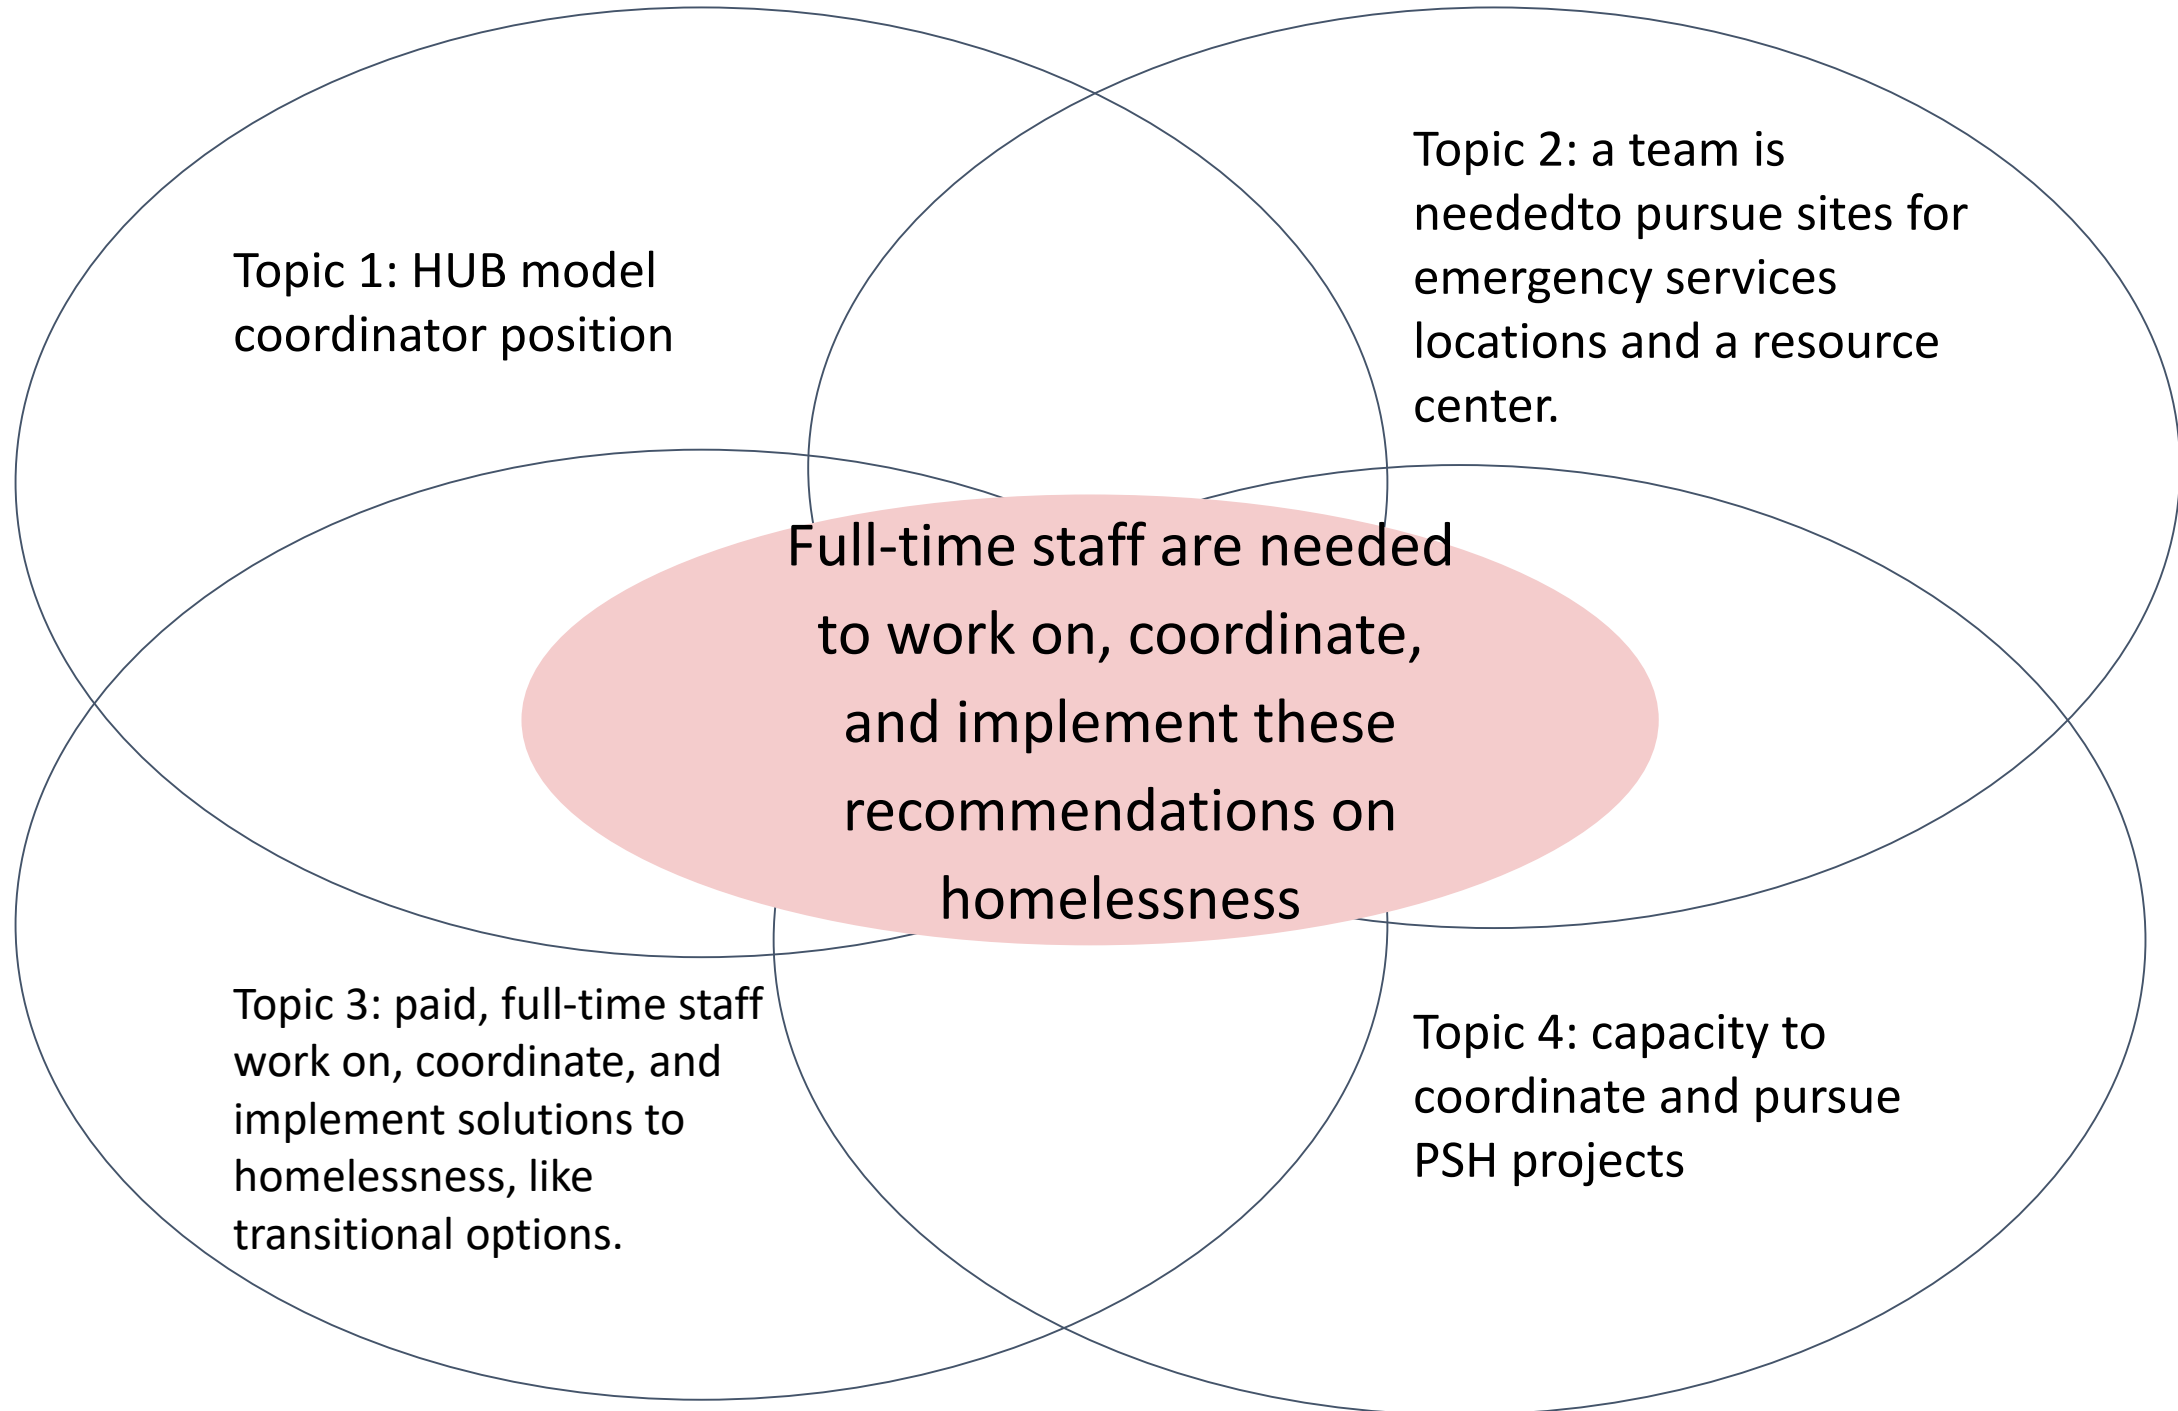 Topic 1: HUB model
coordinator position
Topic 2: a team is
neededto pursue sites for
emergency services
locations and a resource
center.
Full-time staff are needed
to work on, coordinate,
and implement these
recommendations on
homelessness
Topic 3: paid, full-time staff
work on, coordinate, and
implement solutions to
homelessness, like
transitional options.
Topic 4: capacity to
coordinate and pursue
PSH projects